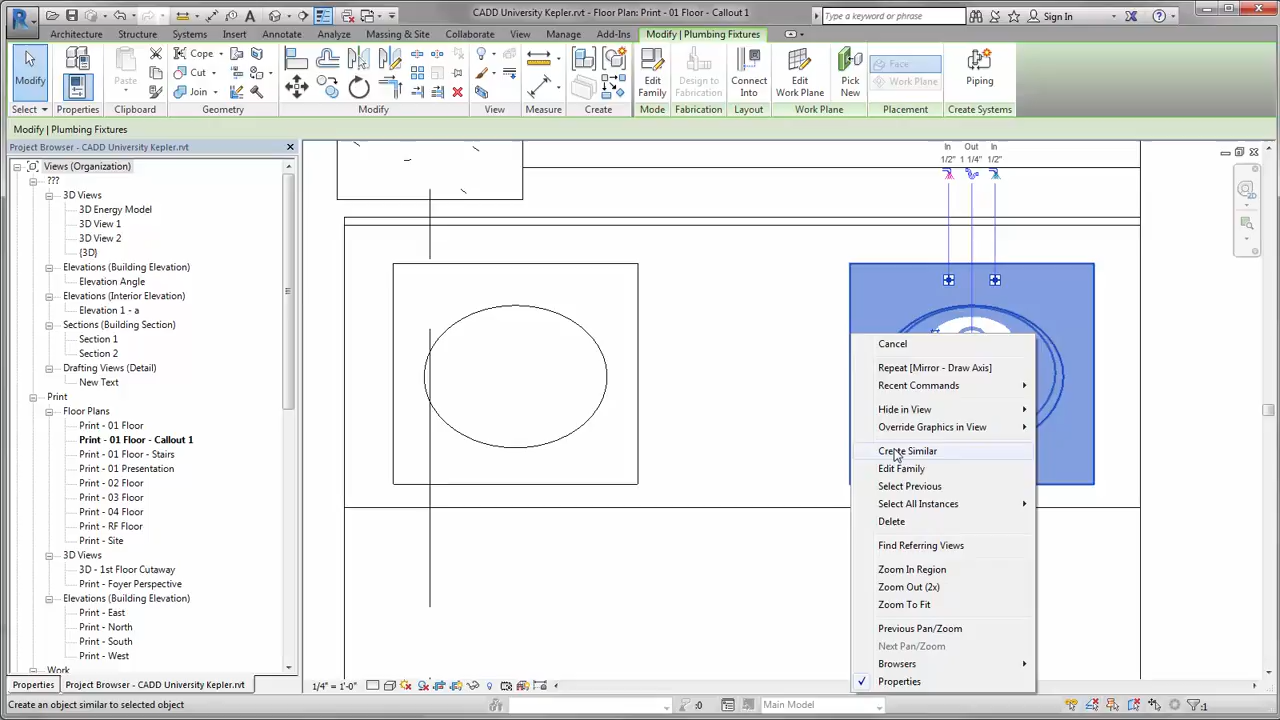 CADD University Kepler.rvt - Floor Plan: Print - 01 Floor - Callout 1
Type a keyword or phrase
Sign In
Architecture Structure Systems Insert Annotate Analyze Massing & Site Collaborate View Manage Add-Ins Modify | Plumbing Fixtures
Modify
Paste
Cope
Cut
Join
Edit Family
Design to Fabrication
Connect Into
Edit Work Plane
Pick New
Face
Work Plane
Piping
Select Properties Clipboard Geometry Modify View Measure Create Mode Fabrication Layout Work Plane Placement Create Systems
Modify | Plumbing Fixtures
Project Browser - CADD University Kepler.rvt
Views (Organization)
???
3D Views
3D Energy Model
3D View 1
3D View 2
{3D}
Elevations (Building Elevation)
Elevation Angle
Elevations (Interior Elevation)
Elevation 1 - a
Sections (Building Section)
Section 1
Section 2
Drafting Views (Detail)
New Text
Print
Floor Plans
Print - 01 Floor
Print - 01 Floor - Callout 1
Print - 01 Floor - Stairs
Print - 01 Presentation
Print - 02 Floor
Print - 03 Floor
Print - 04 Floor
Print - RF Floor
Print - Site
3D Views
3D - 1st Floor Cutaway
Print - Foyer Perspective
Elevations (Building Elevation)
Print - East
Print - North
Print - South
Print - West
Work
In Out In
1/2" 1 1/4" 1/2"
Cancel
Repeat [Mirror - Draw Axis]
Recent Commands
Hide in View
Override Graphics in View
Create Similar
Edit Family
Select Previous
Select All Instances
Delete
Find Referring Views
Zoom In Region
Zoom Out (2x)
Zoom To Fit
Previous Pan/Zoom
Next Pan/Zoom
Browsers
Properties
Properties Project Browser - CADD University Kepler.rvt
1/4" = 1'-0"
Create an object similar to selected object
:0
Main Model
:1